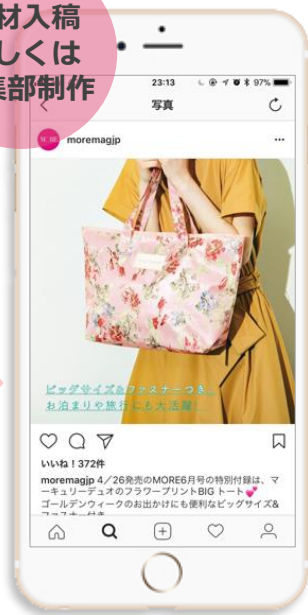 材入稿
しくは
集部制作
23:13
97%
写真
moremagjp
ビッグサイズ&ファスナーつき。
お泊まりや旅行にも大活躍!
いいね!372件
moremagjp 4/26発売のMORE6月号の特別付録は、マ
ーキュリーデュオのフラワープリントBIG トート💕
ゴールデンウィークのお出かけにも便利なビッグサイズ&